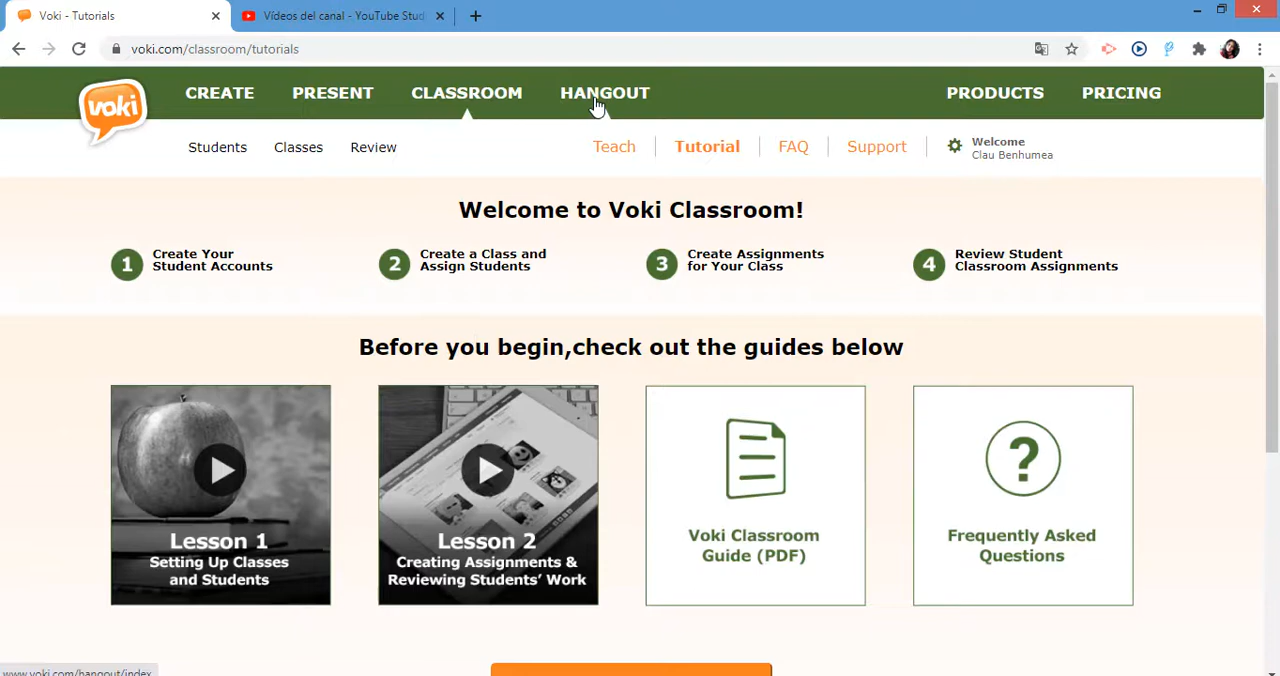 Voki - Tutorials
Vídeos del canal - YouTube Stud
voki.com/classroom/tutorials
voki
CREATE
PRESENT
CLASSROOM
HANGOUT
PRODUCTS
PRICING
Students
Classes
Review
Teach
Tutorial
FAQ
Support
Welcome
Clau Benhumea
Welcome to Voki Classroom!
1
Create Your
Student Accounts
2
Create a Class and
Assign Students
3
Create Assignments
for Your Class
4
Review Student
Classroom Assignments
Before you begin,check out the guides below
Lesson 1
Setting Up Classes
and Students
Lesson 2
Creating Assignments &
Reviewing Students' Work
Voki Classroom
Guide (PDF)
?
Frequently Asked
Questions
www.voki.com/hangout/index